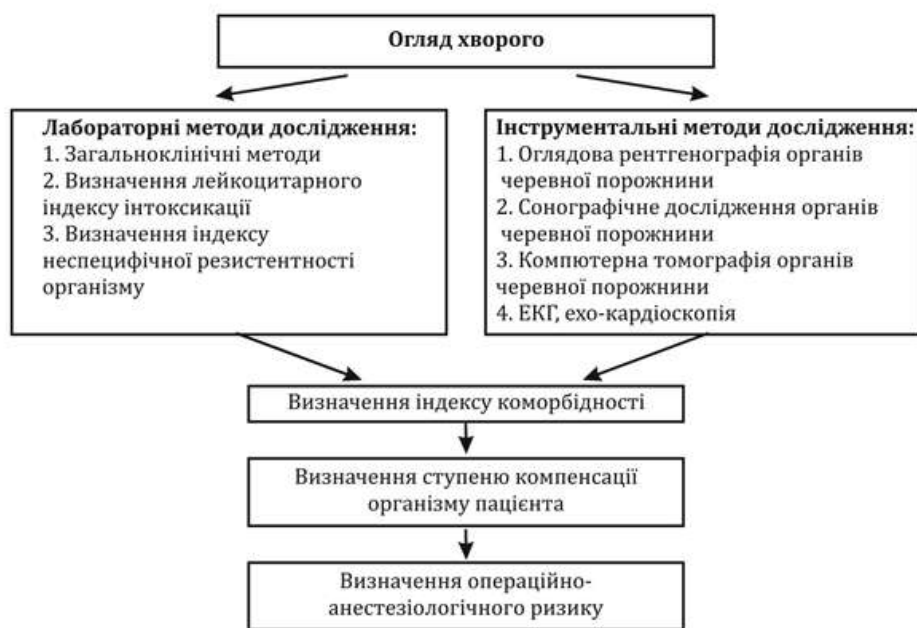 Огляд хворого
Лабораторні методи дослідження:
1. Загальноклінічні методи
2. Визначення лейкоцитарного
індексу інтоксикації
3. Визначення індексу
неспецифічної резистентності
організму
Інструментальні методи дослідження:
1. Оглядова рентгенографія органів
черевної порожнини
2. Сонографічне дослідження органів
черевної порожнини
3. Компютерна томографія органів
черевної порожнини
4. ЕКГ, ехо-кардіоскопія
Визначення індексу коморбідності
Визначення ступеню компенсації
організму пацієнта
Визначення операційно-
анестезіологічного ризику